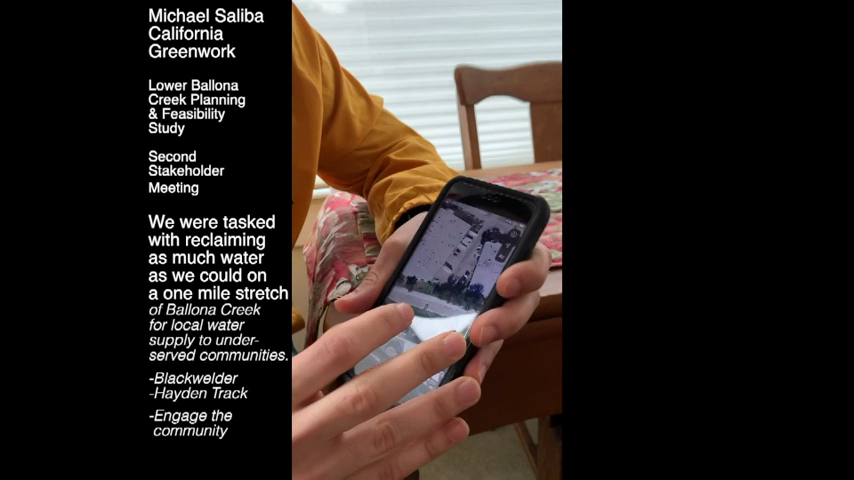 Michael Saliba
California
Greenwork
Lower Ballona
Creek Planning
& Feasibility
Study
Second
Stakeholder
Meeting
We were tasked
with reclaiming
as much water
as we could on
a one mile stretch
of Ballona Creek
for local water
supply to under-
served communities.
-Blackwelder
-Hayden Track
-Engage the
community